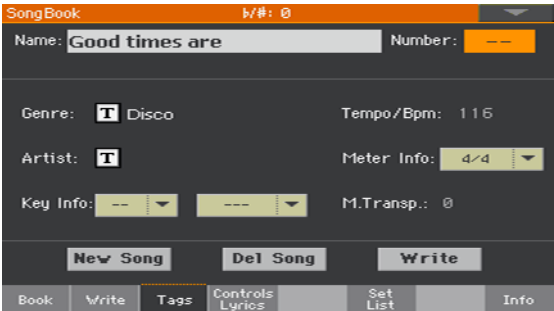 SongBook b/#: 0
Name: Good times are Number: --
Genre: T Disco Tempo/Bpm: 116
Artist: T Meter Info: 4/4
Key Info: -- --- M.Transp.: 0
New Song Del Song Write
Book Write Tags Controls Lyrics Set List Info